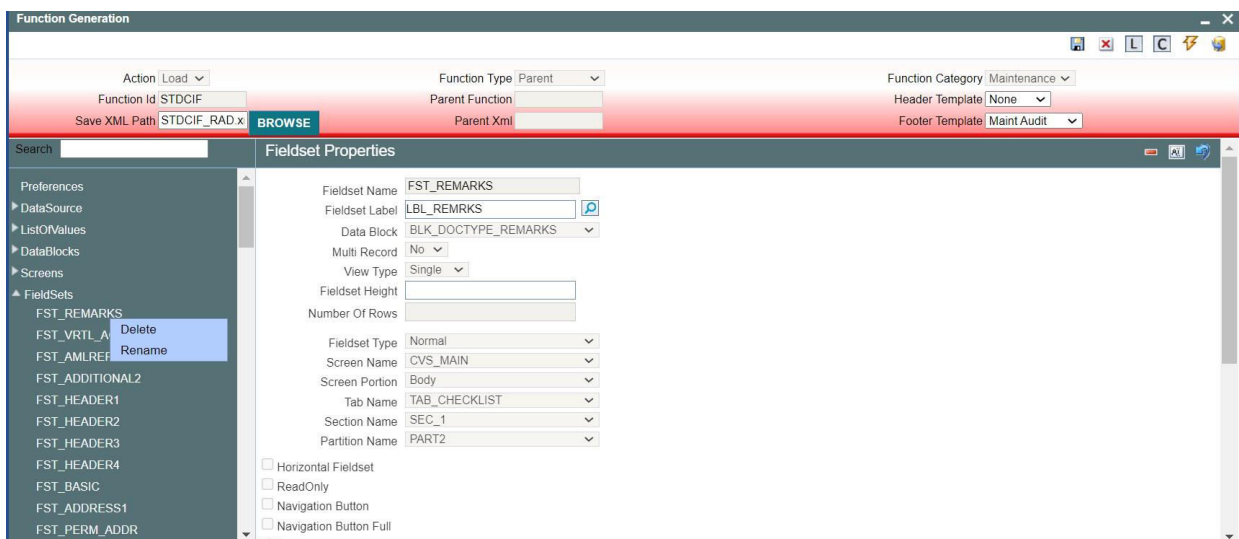 Function Generation
L C
Action Load Function Type Parent Function Category Maintenance
Function Id STDCIF Parent Function Header Template None
Save XML Path STDCIF_RAD.x BROWSE Parent Xml Footer Template Maint Audit
Search Fieldset Properties
Preferences
DataSource
ListOfValues
DataBlocks
Screens
FieldSets
FST_REMARKS
FST_VRTL_A
FST_AMLREF
FST_ADDITIONAL2
FST_HEADER1
FST_HEADER2
FST_HEADER3
FST_HEADER4
FST_BASIC
FST_ADDRESS1
FST_PERM_ADDR
Delete
Rename
Fieldset Name FST_REMARKS
Fieldset Label LBL_REMRKS
Data Block BLK_DOCTYPE_REMARKS
Multi Record No
View Type Single
Fieldset Height
Number Of Rows
Fieldset Type Normal
Screen Name CVS_MAIN
Screen Portion Body
Tab Name TAB_CHECKLIST
Section Name SEC_1
Partition Name PART2
Horizontal Fieldset
ReadOnly
Navigation Button
Navigation Button Full